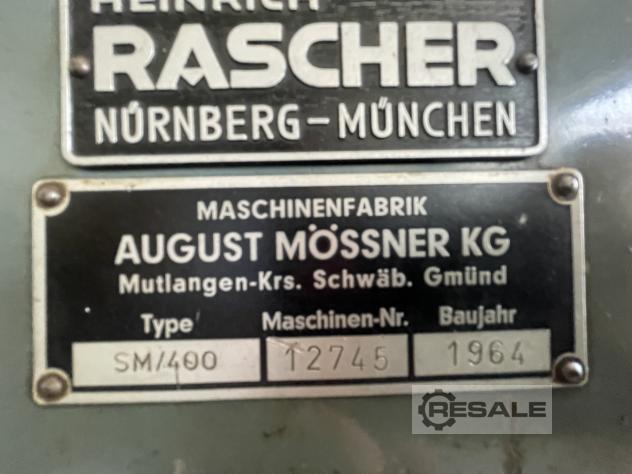 HEINRICH
RASCHER
NÜRNBERG – MÜNCHEN
MASCHINENFABRIK
AUGUST MÖSSNER KG
Mutlangen-Krs. Schwäb. Gmünd
Type Maschinen-Nr. Baujahr
SM/400 12745 1964
RESALE